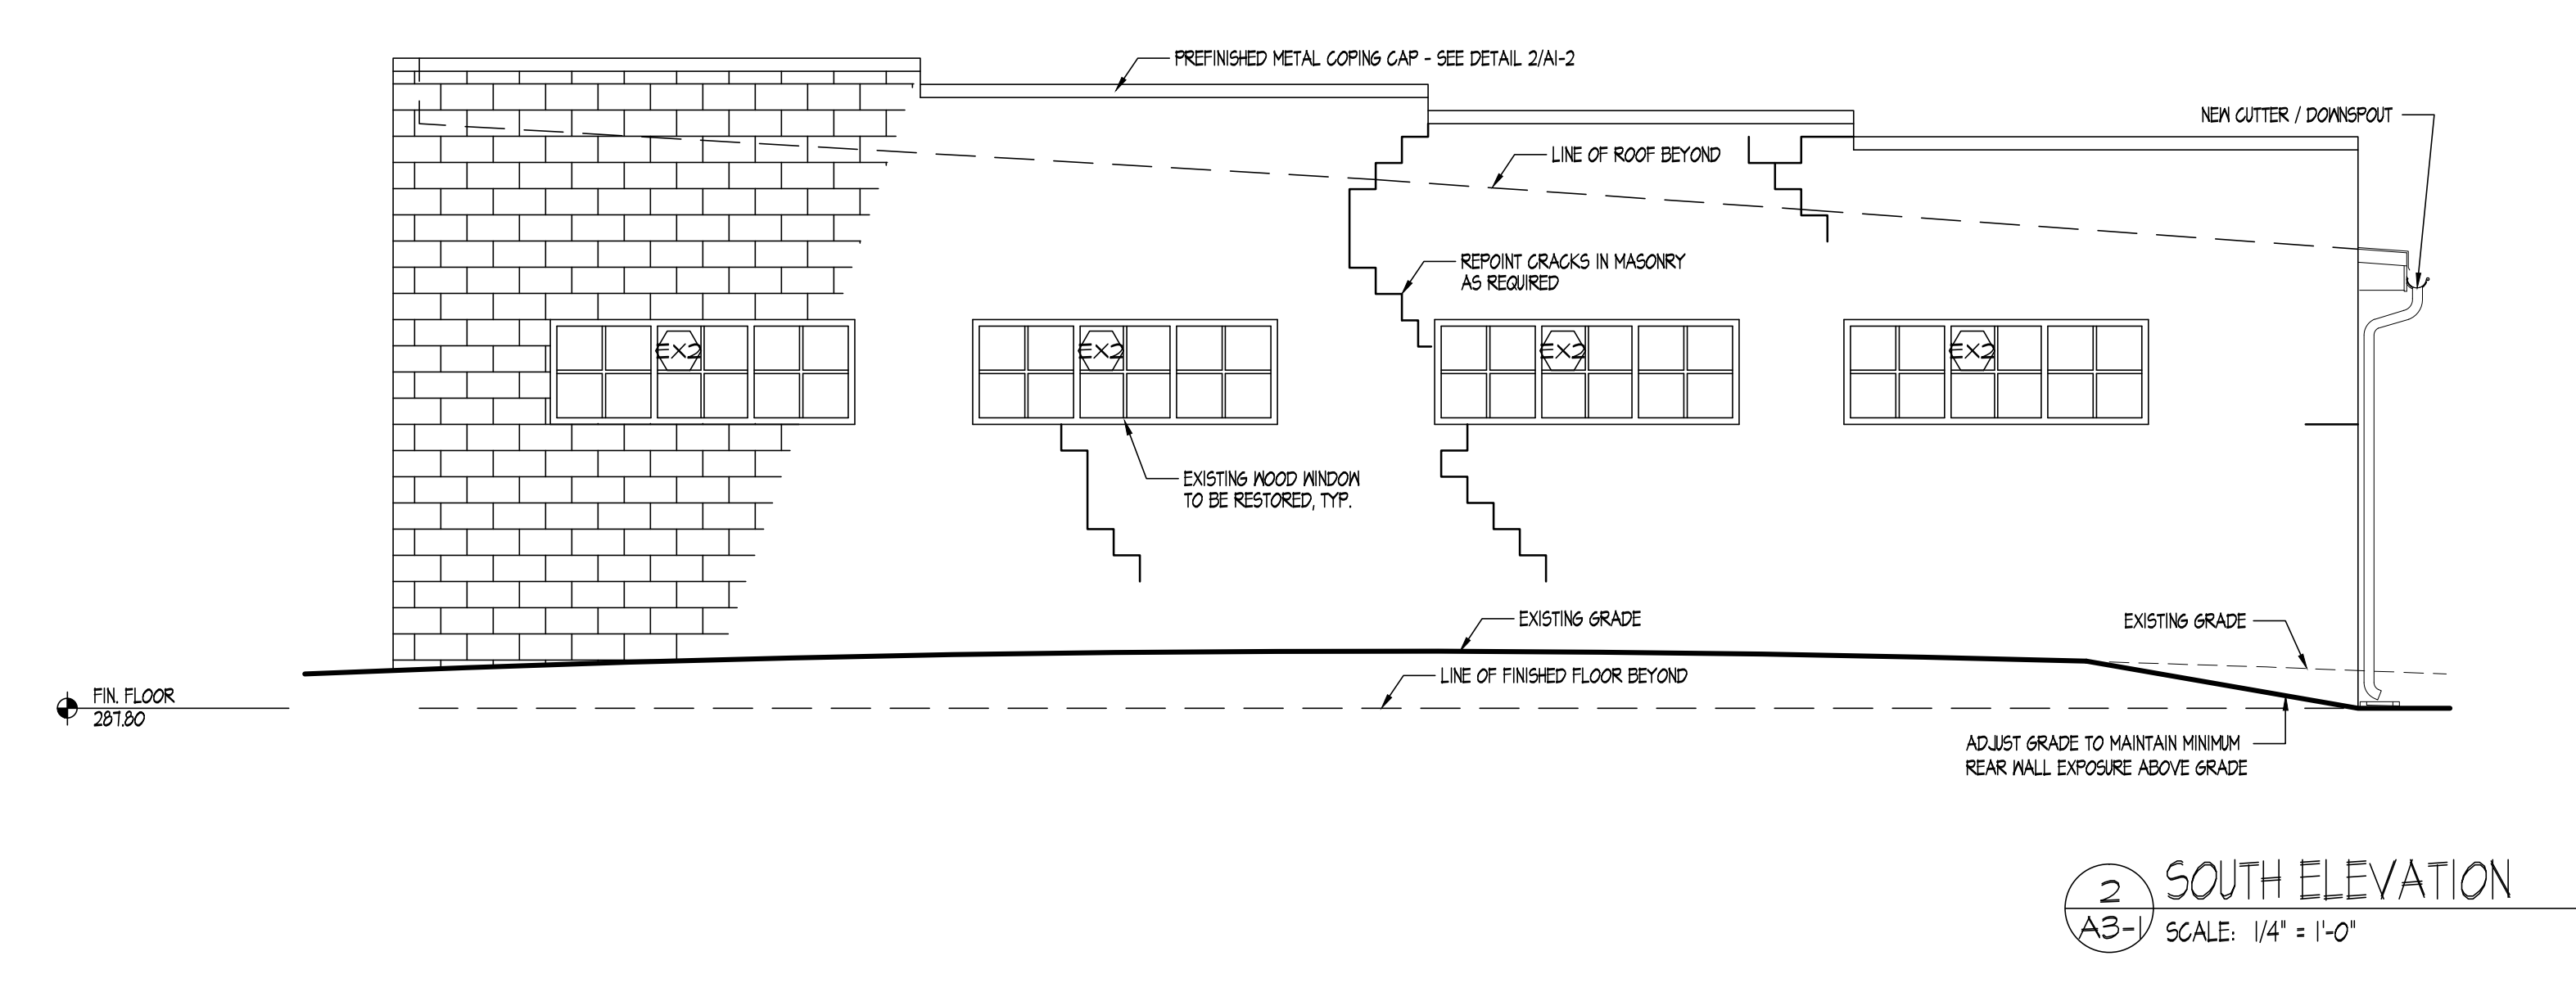 PREFINISHED METAL COPING CAP - SEE DETAIL 2/A1-2
NEW CUTTER / DOWNSPOUT
LINE OF ROOF BEYOND
REPOINT CRACKS IN MASONRY
AS REQUIRED
EX2
EX2
EX2
EX2
EXISTING WOOD WINDOW
TO BE RESTORED, TYP.
EXISTING GRADE
EXISTING GRADE
LINE OF FINISHED FLOOR BEYOND
FIN. FLOOR
287.80
ADJUST GRADE TO MAINTAIN MINIMUM
REAR WALL EXPOSURE ABOVE GRADE
2
A3-1
SOUTH ELEVATION
SCALE: 1/4" = 1'-0"